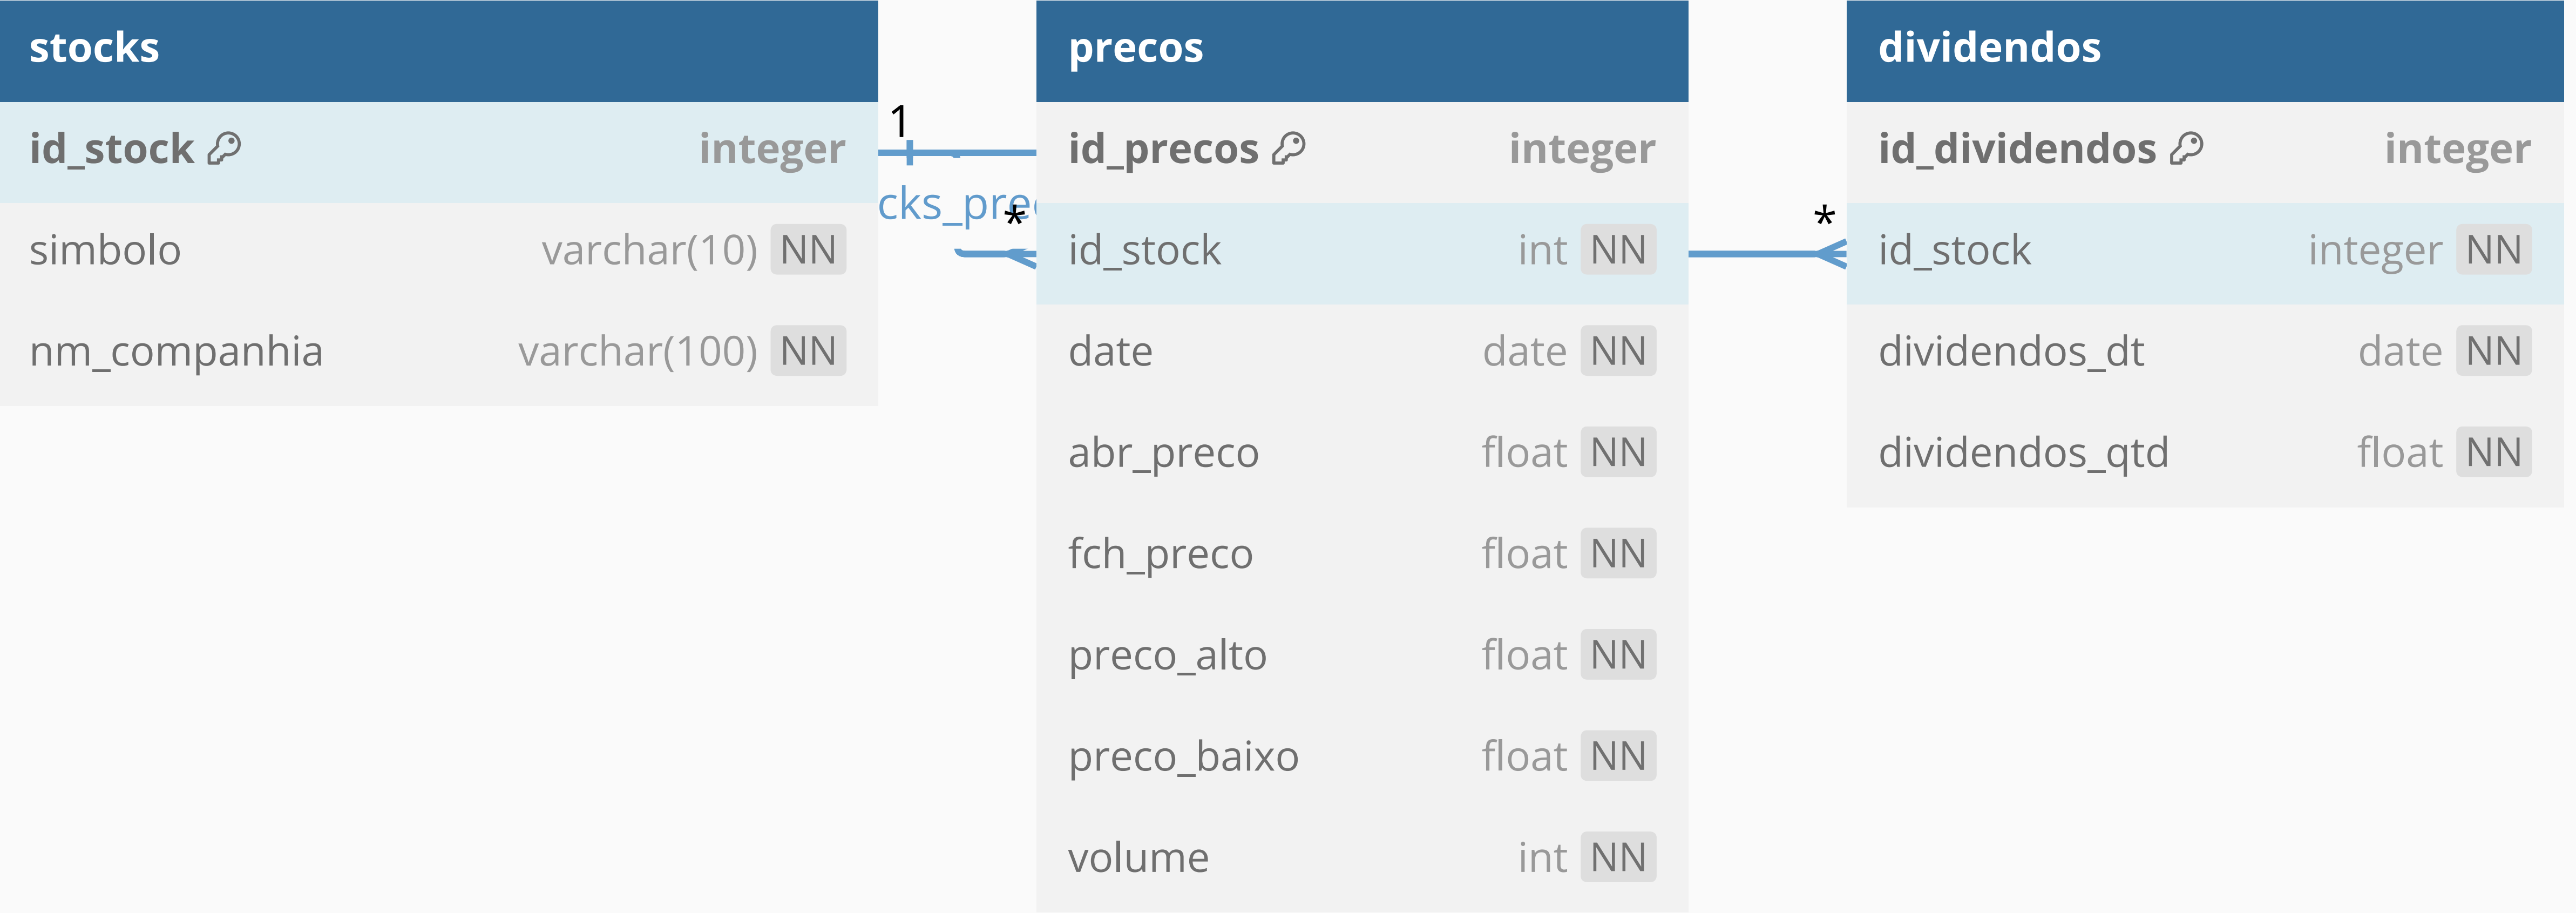 stocks
id_stock integer
simbolo varchar(10) NN
nm_companhia varchar(100) NN
1
cks_pre
*
precos
id_precos integer
id_stock int NN
date date NN
abr_preco float NN
fch_preco float NN
preco_alto float NN
preco_baixo float NN
volume int NN
*
dividendos
id_dividendos integer
id_stock integer NN
dividendos_dt date NN
dividendos_qtd float NN